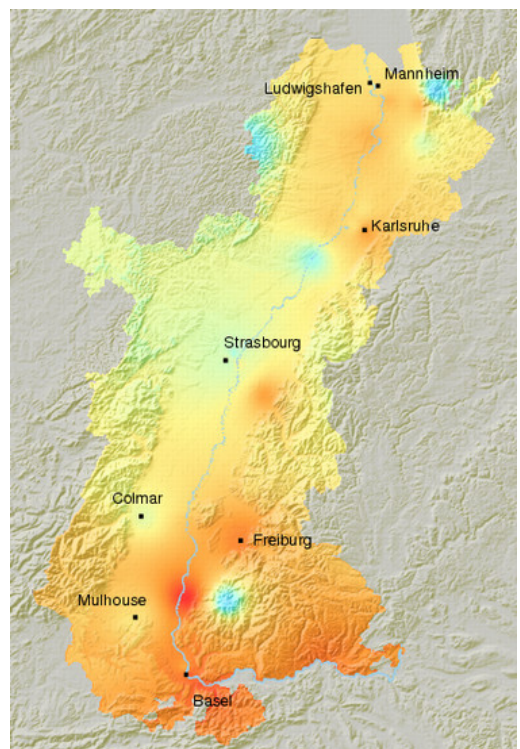 Mannheim
Ludwigshafen
Karlsruhe
Strasbourg
Colmar
Freiburg
Mulhouse
Basel